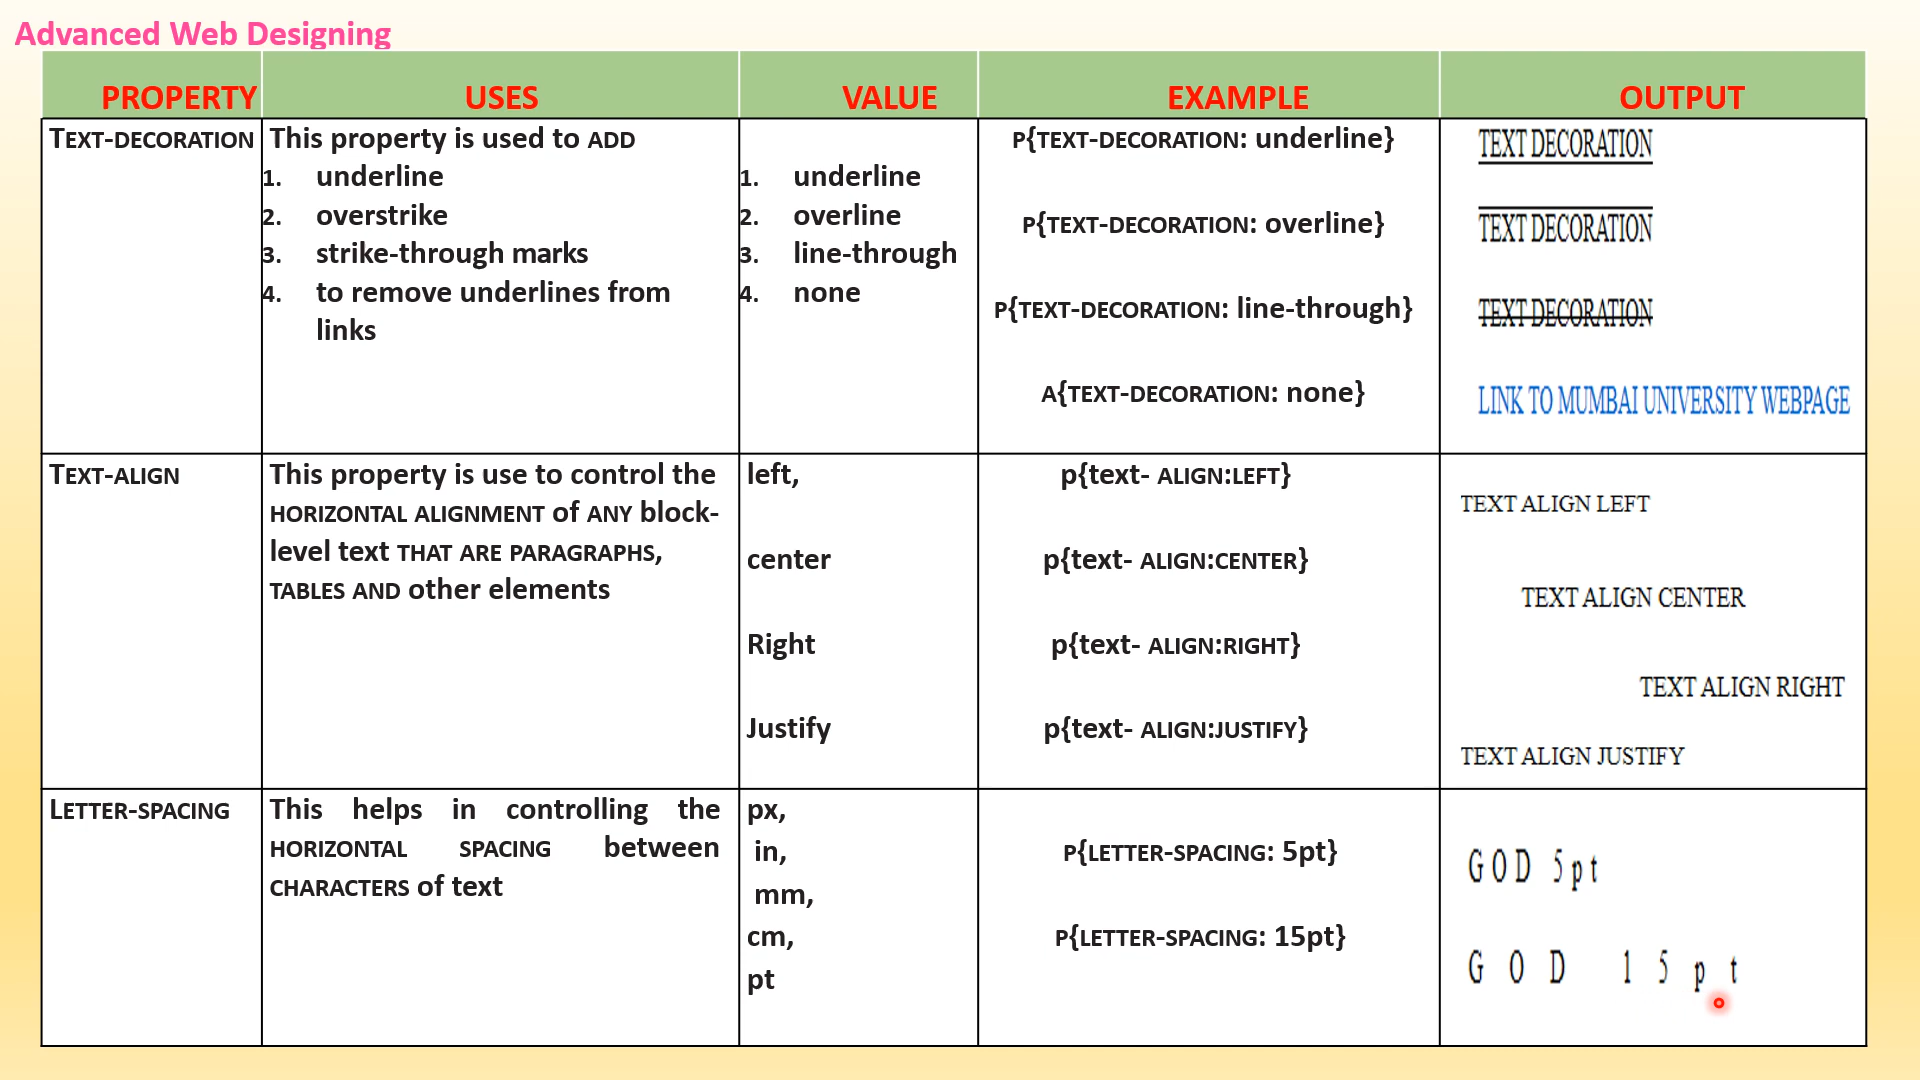 Advanced Web Designing
PROPERTY USES VALUE EXAMPLE OUTPUT
TEXT-DECORATION
This property is used to ADD
1. underline
2. overstrike
3. strike-through marks
4. to remove underlines from
links
1. underline
2. overline
3. line-through
4. none
P{TEXT-DECORATION: underline}
P{TEXT-DECORATION: overline}
P{TEXT-DECORATION: line-through}
A{TEXT-DECORATION: none}
TEXT DECORATION
TEXT DECORATION
TEXT DECORATION
LINK TO MUMBAI UNIVERSITY WEBPAGE
TEXT-ALIGN
This property is use to control the
HORIZONTAL ALIGNMENT of ANY block-
level text THAT ARE PARAGRAPHS,
TABLES AND other elements
left,
center
Right
Justify
p{text- ALIGN:LEFT}
p{text- ALIGN:CENTER}
p{text- ALIGN:RIGHT}
p{text- ALIGN:JUSTIFY}
TEXT ALIGN LEFT
TEXT ALIGN CENTER
TEXT ALIGN RIGHT
TEXT ALIGN JUSTIFY
LETTER-SPACING
This helps in controlling the
HORIZONTAL SPACING between
CHARACTERS of text
px,
in,
mm,
cm,
pt
P{LETTER-SPACING: 5pt}
P{LETTER-SPACING: 15pt}
GOD 5pt
GOD 15pt